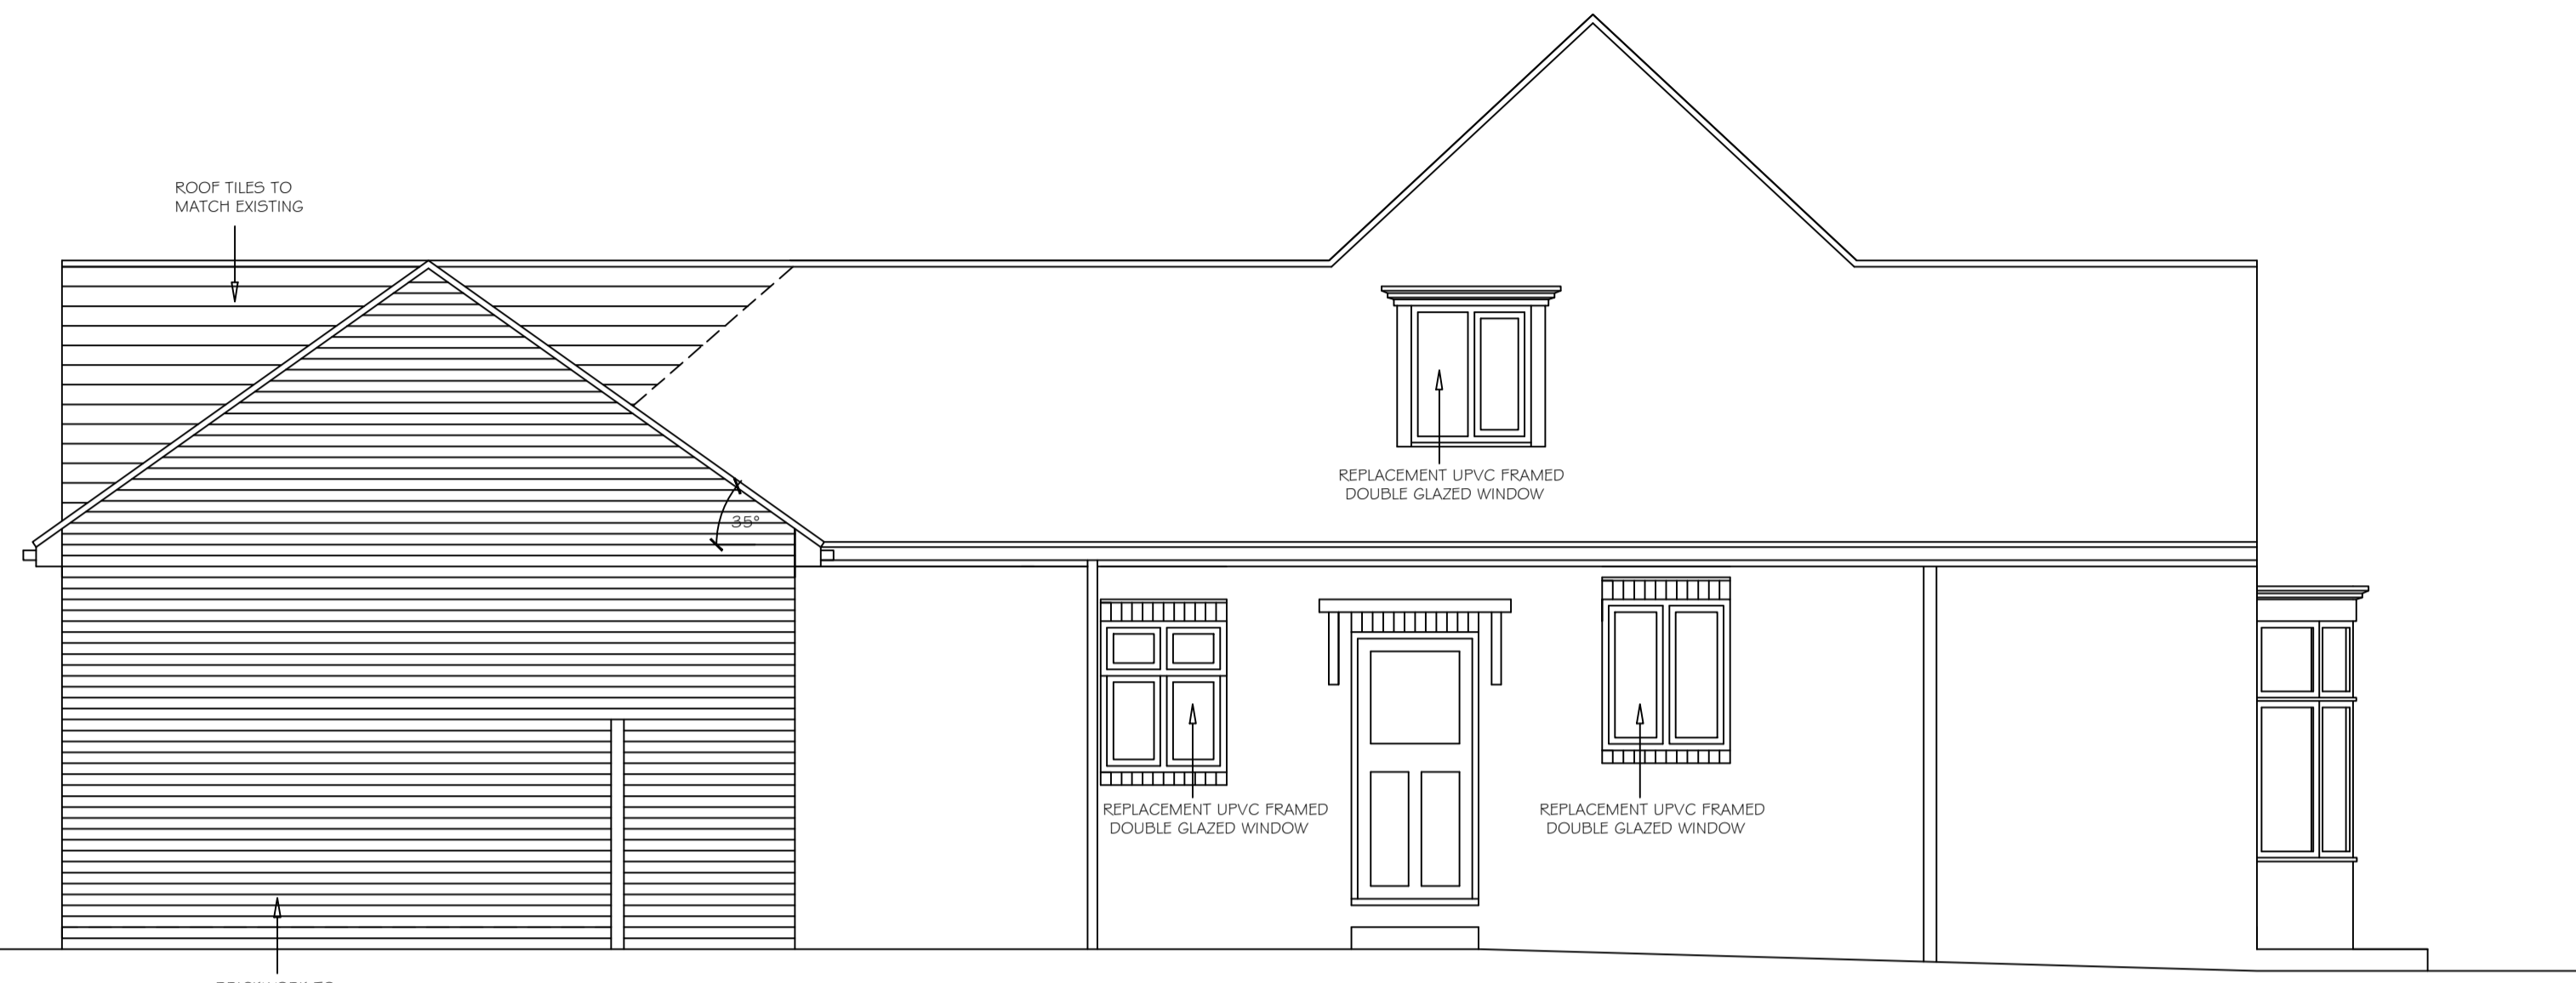 ROOF TILES TO
MATCH EXISTING
REPLACEMENT UPVC FRAMED
DOUBLE GLAZED WINDOW
35°
REPLACEMENT UPVC FRAMED
DOUBLE GLAZED WINDOW
REPLACEMENT UPVC FRAMED
DOUBLE GLAZED WINDOW